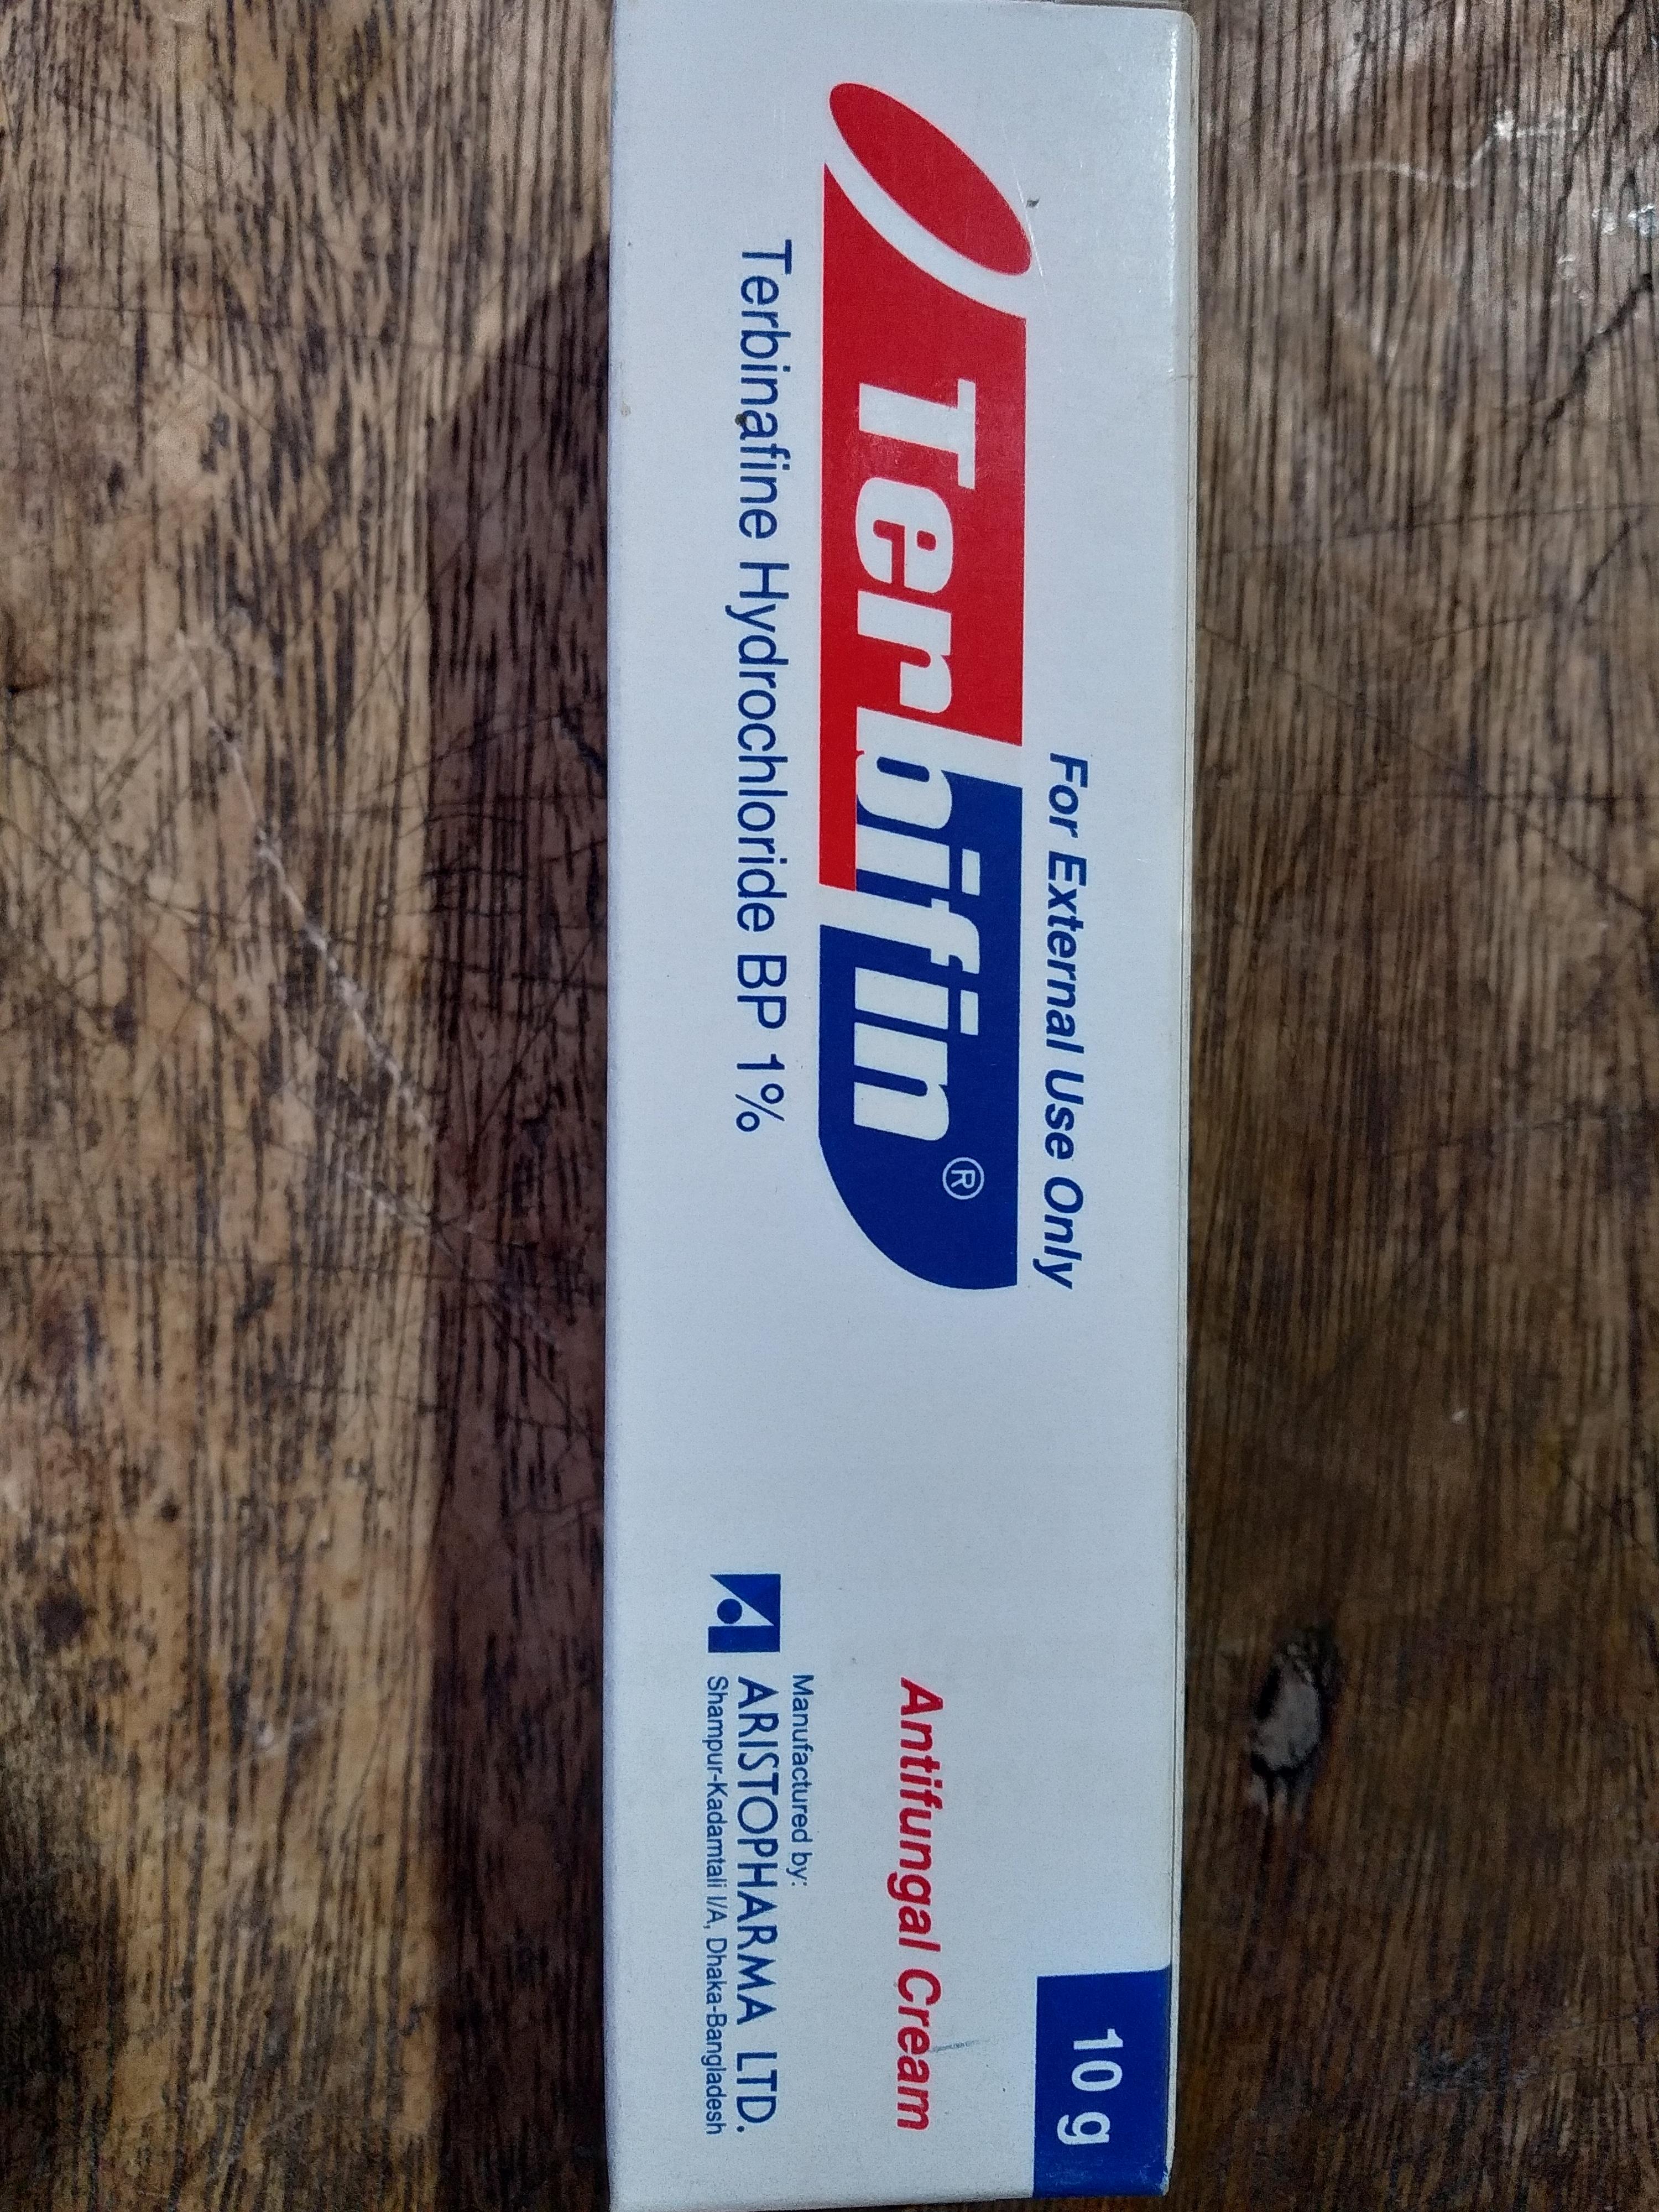 10 g
For External Use Only
Terbifin®
Terbinafine Hydrochloride BP 1%
Antifungal Cream
Manufactured by:
ARISTOPHARMA LTD.
Shampur-Kadamtali I/A, Dhaka-Bangladesh